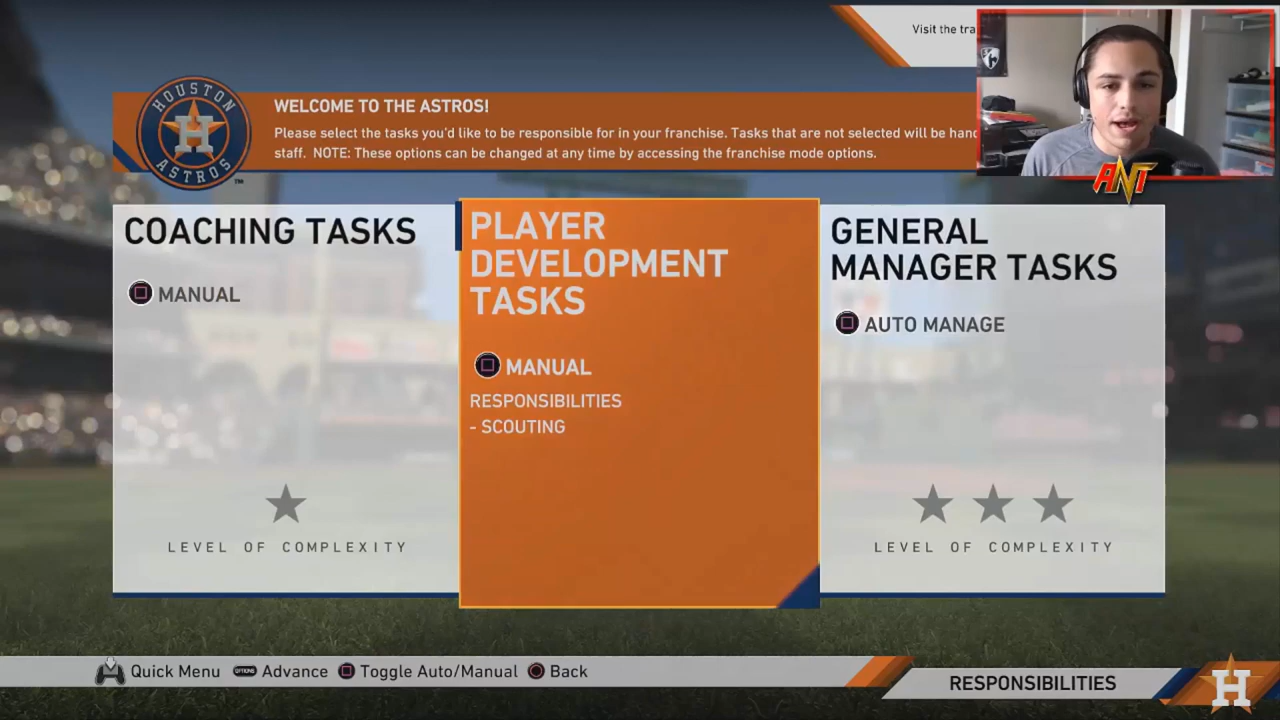 Visit the tra
HOUSTON
H
ASTROS
TM
WELCOME TO THE ASTROS!
Please select the tasks you'd like to be responsible for in your franchise. Tasks that are not selected will be hand
staff. NOTE: These options can be changed at any time by accessing the franchise mode options.
ANT
COACHING TASKS
MANUAL
LEVEL OF COMPLEXITY
PLAYER
DEVELOPMENT
TASKS
MANUAL
RESPONSIBILITIES
- SCOUTING
GENERAL
MANAGER TASKS
AUTO MANAGE
LEVEL OF COMPLEXITY
Quick Menu OPTIONS Advance Toggle Auto/Manual Back
RESPONSIBILITIES
H